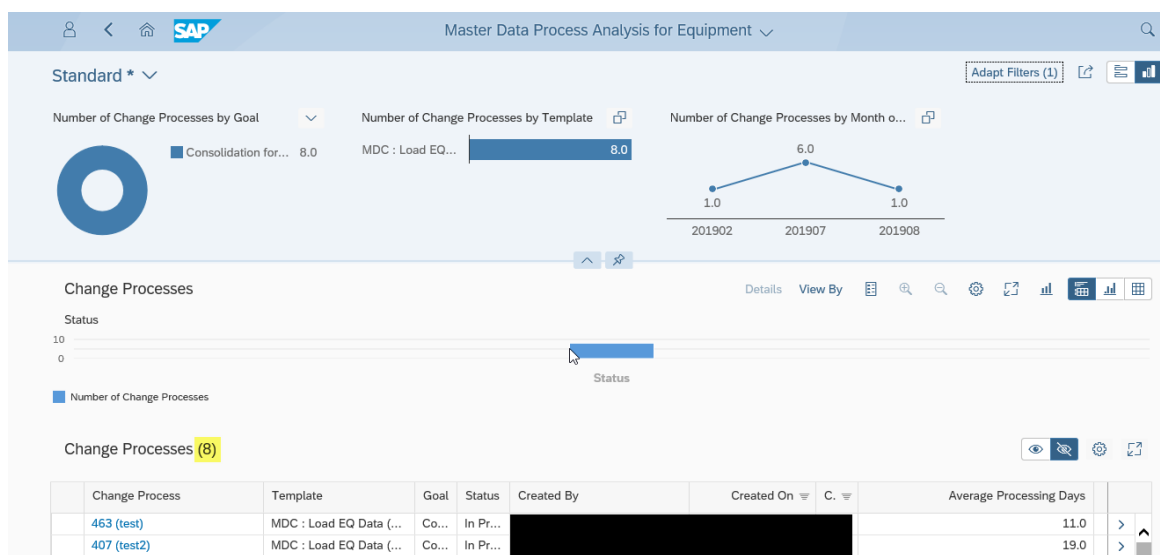 SAP Master Data Process Analysis for Equipment
Standard *
Adapt Filters (1)
Number of Change Processes by Goal
Consolidation for... 8.0
Number of Change Processes by Template
MDC : Load EQ... 8.0
Number of Change Processes by Month o...
6.0
1.0 1.0
201902 201907 201908
Change Processes
Details View By
Status
10
0
Status
Number of Change Processes
Change Processes (8)
Change Process Template Goal Status Created By Created On C. Average Processing Days
463 (test) MDC : Load EQ Data (... Co... In Pr... 11.0
407 (test2) MDC : Load EQ Data (... Co... In Pr... 19.0